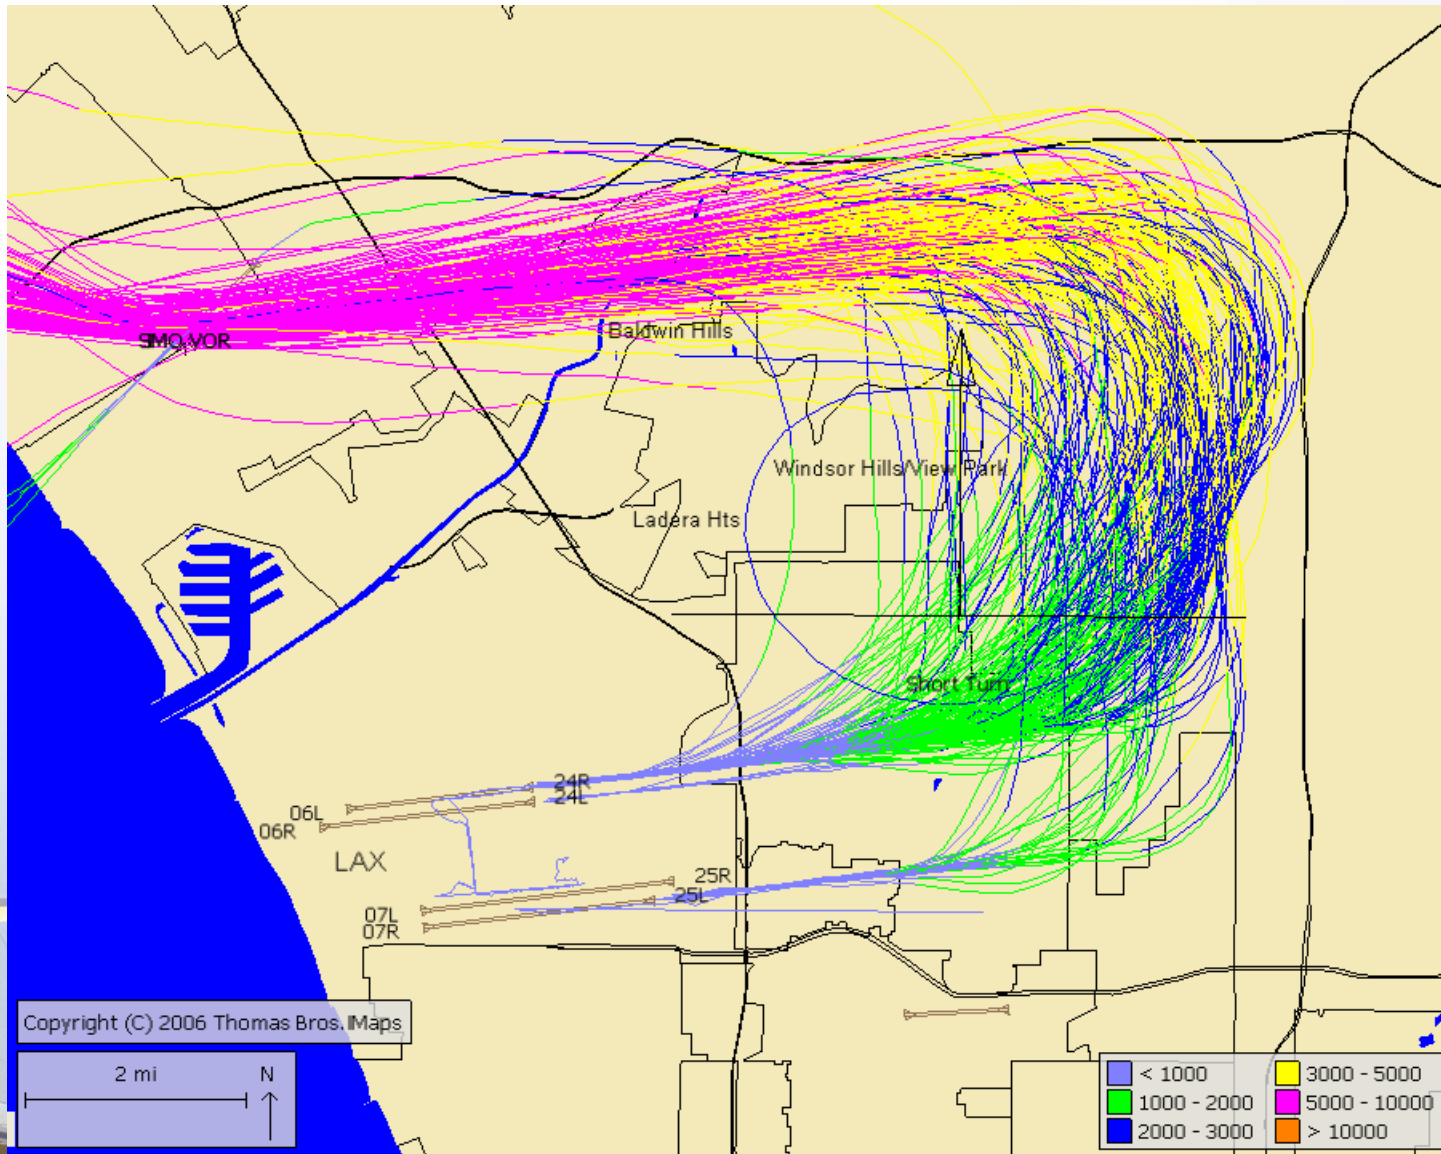 SMO VOR
Baldwin Hills
Windsor Hills/View Park
Ladera Hts
Short Turn
24R
24L
06L
06R
LAX
25R
25L
07L
07R
Copyright (C) 2006 Thomas Bros. Maps
2 mi
N
< 1000
3000 - 5000
1000 - 2000
5000 - 10000
2000 - 3000
> 10000